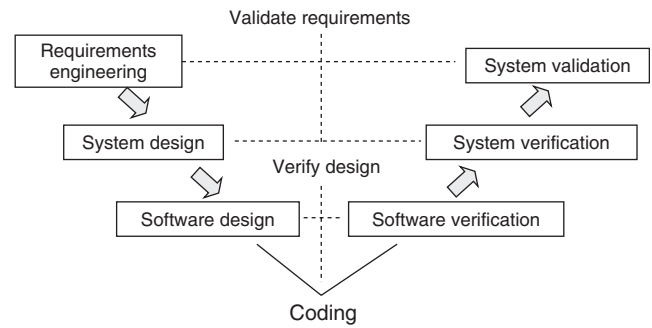 Validate requirements
Requirements
engineering
System validation
System design
System verification
Verify design
Software design
Software verification
Coding